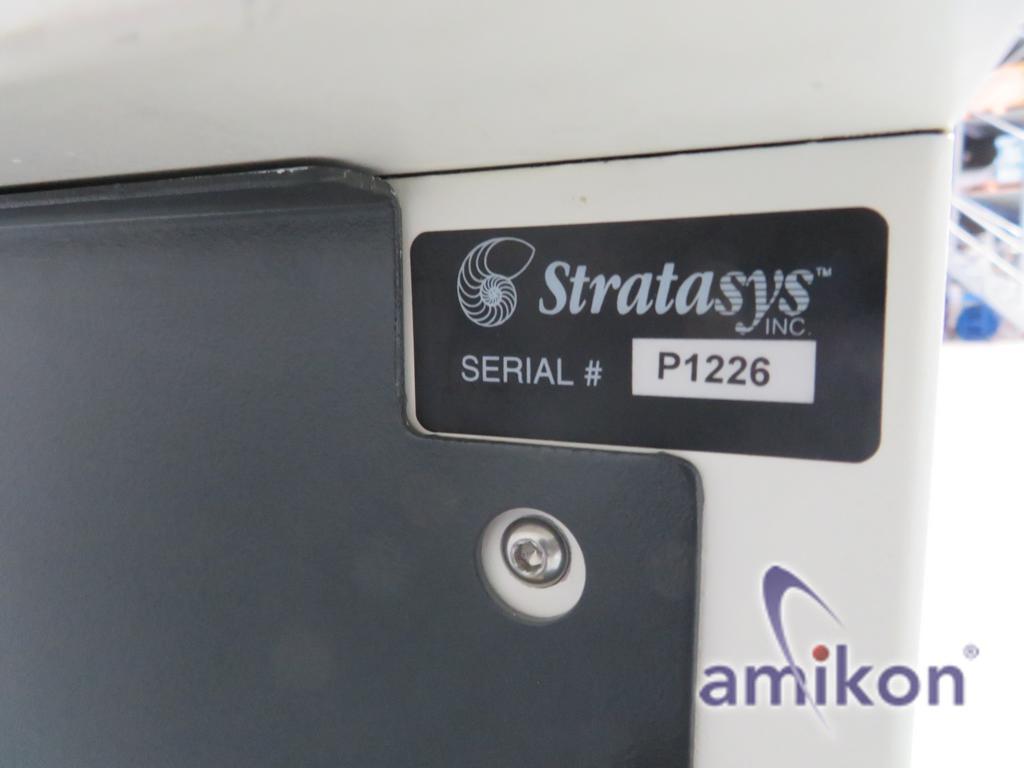 Stratasys™
INC.
SERIAL # P1226
amikon®